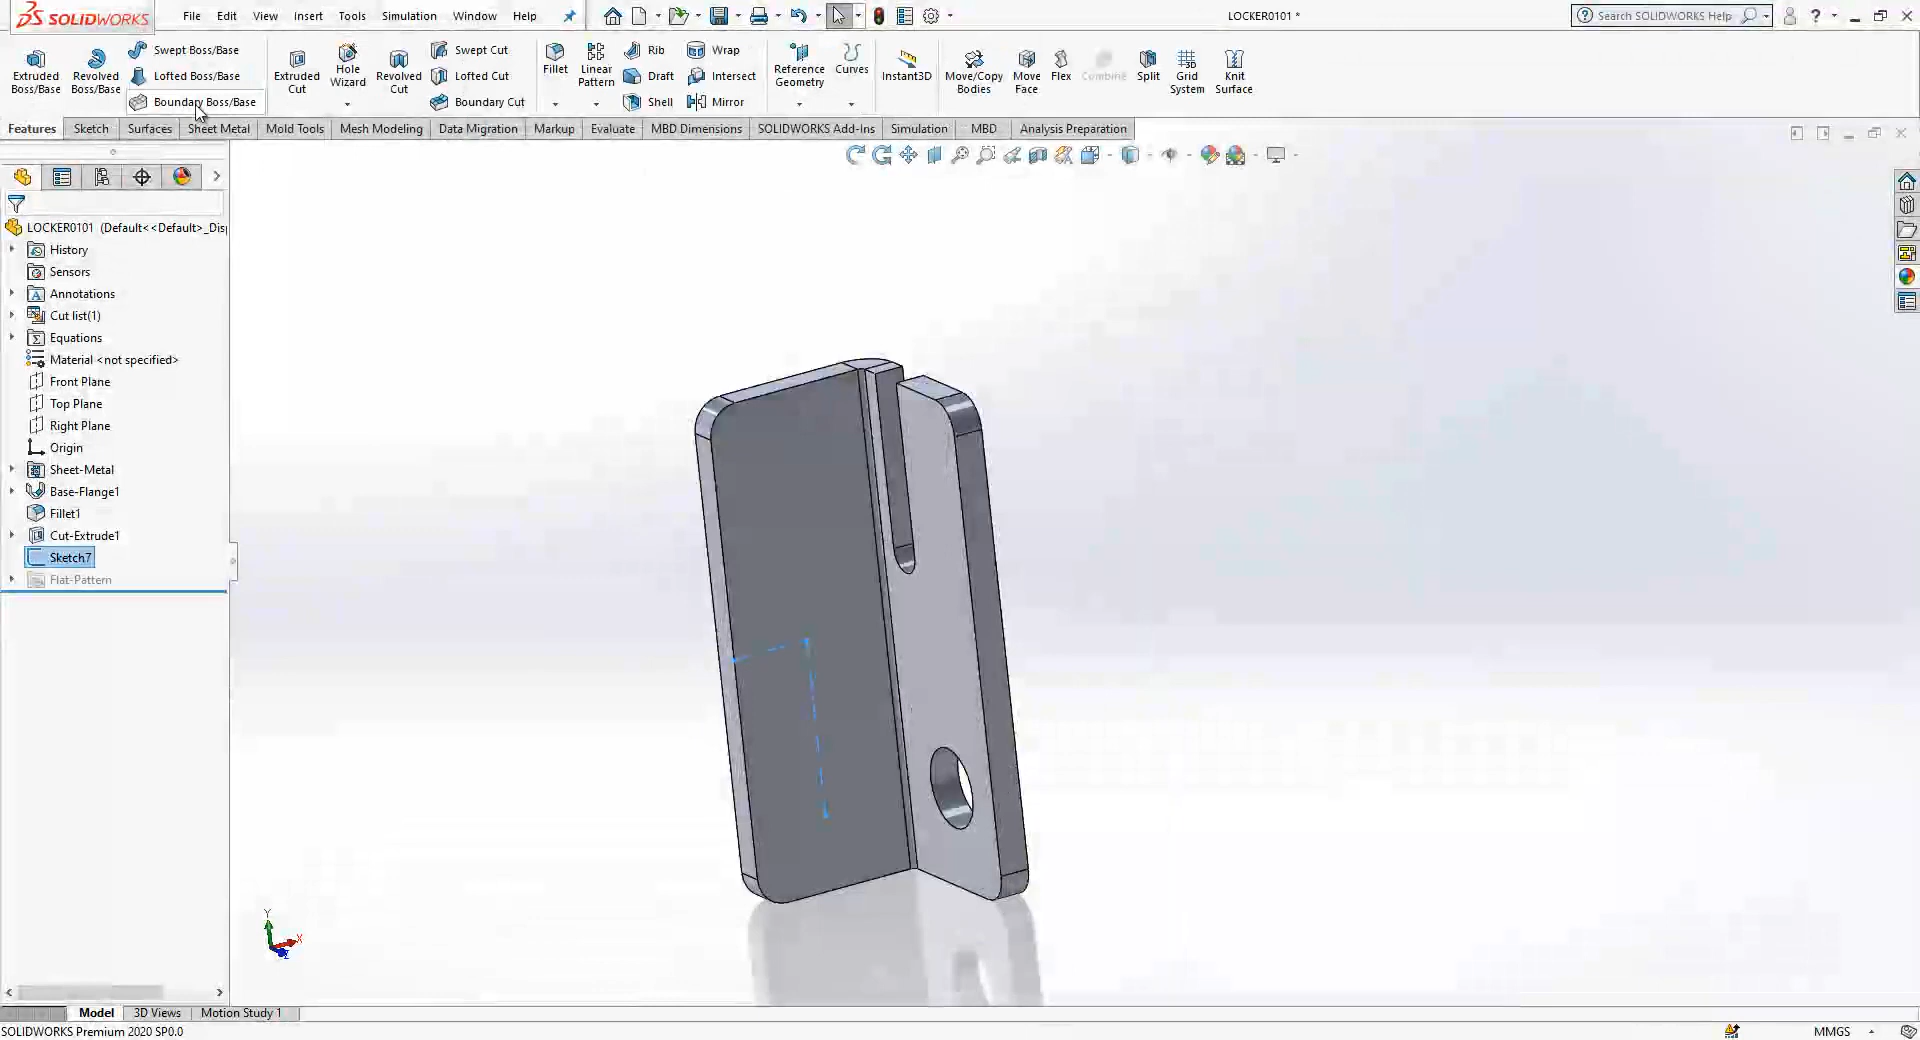 SOLIDWORKS
File Edit View Insert Tools Simulation Window Help
LOCKER0101 *
Search SOLIDWORKS Help
Extruded Boss/Base
Revolved Boss/Base
Swept Boss/Base
Lofted Boss/Base
Boundary Boss/Base
Extruded Cut
Hole Wizard
Revolved Cut
Swept Cut
Lofted Cut
Boundary Cut
Fillet
Linear Pattern
Rib
Draft
Shell
Wrap
Intersect
Mirror
Reference Geometry
Curves
Instant3D
Move/Copy Bodies
Move Face
Flex
Combine
Split
Grid System
Knit Surface
Features Sketch Surfaces Sheet Metal Mold Tools Mesh Modeling Data Migration Markup Evaluate MBD Dimensions SOLIDWORKS Add-Ins Simulation MBD Analysis Preparation
LOCKER0101 (Default<<Default>_Dis
History
Sensors
Annotations
Cut list(1)
Equations
Material <not specified>
Front Plane
Top Plane
Right Plane
Origin
Sheet-Metal
Base-Flange1
Fillet1
Cut-Extrude1
Sketch7
Flat-Pattern
Y
X
Z
Model 3D Views Motion Study 1
SOLIDWORKS Premium 2020 SP0.0
MMGS